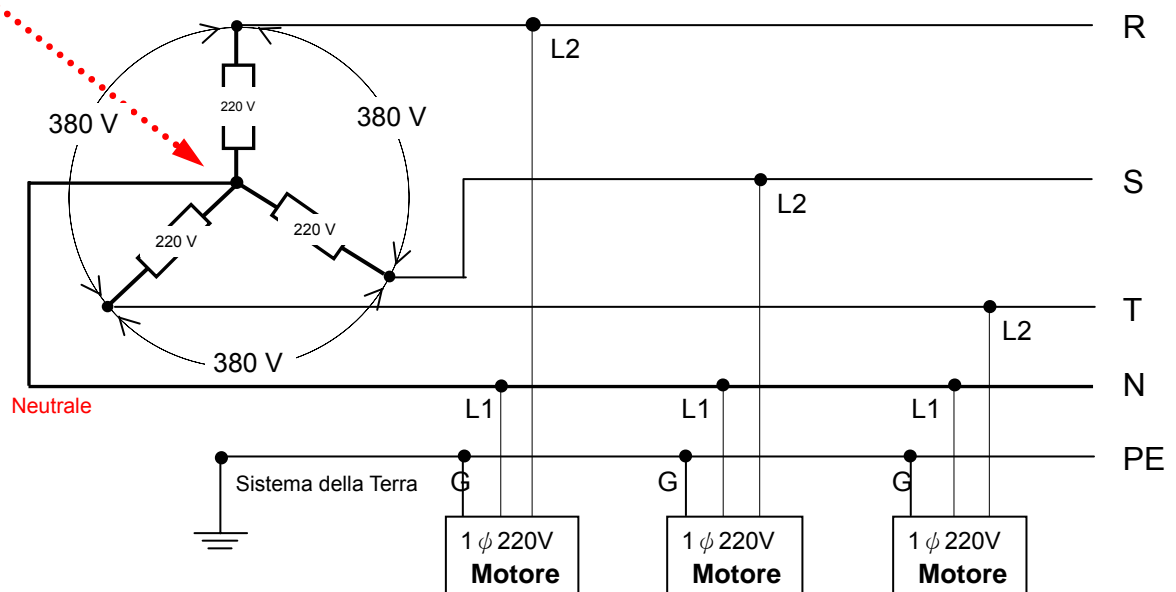 R
L2
220 V
380 V
380 V
S
L2
220 V
220 V
T
L2
380 V
N
Neutrale
L1
L1
L1
PE
Sistema della Terra
G
G
G
1 ϕ 220V
Motore
1 ϕ 220V
Motore
1 ϕ 220V
Motore